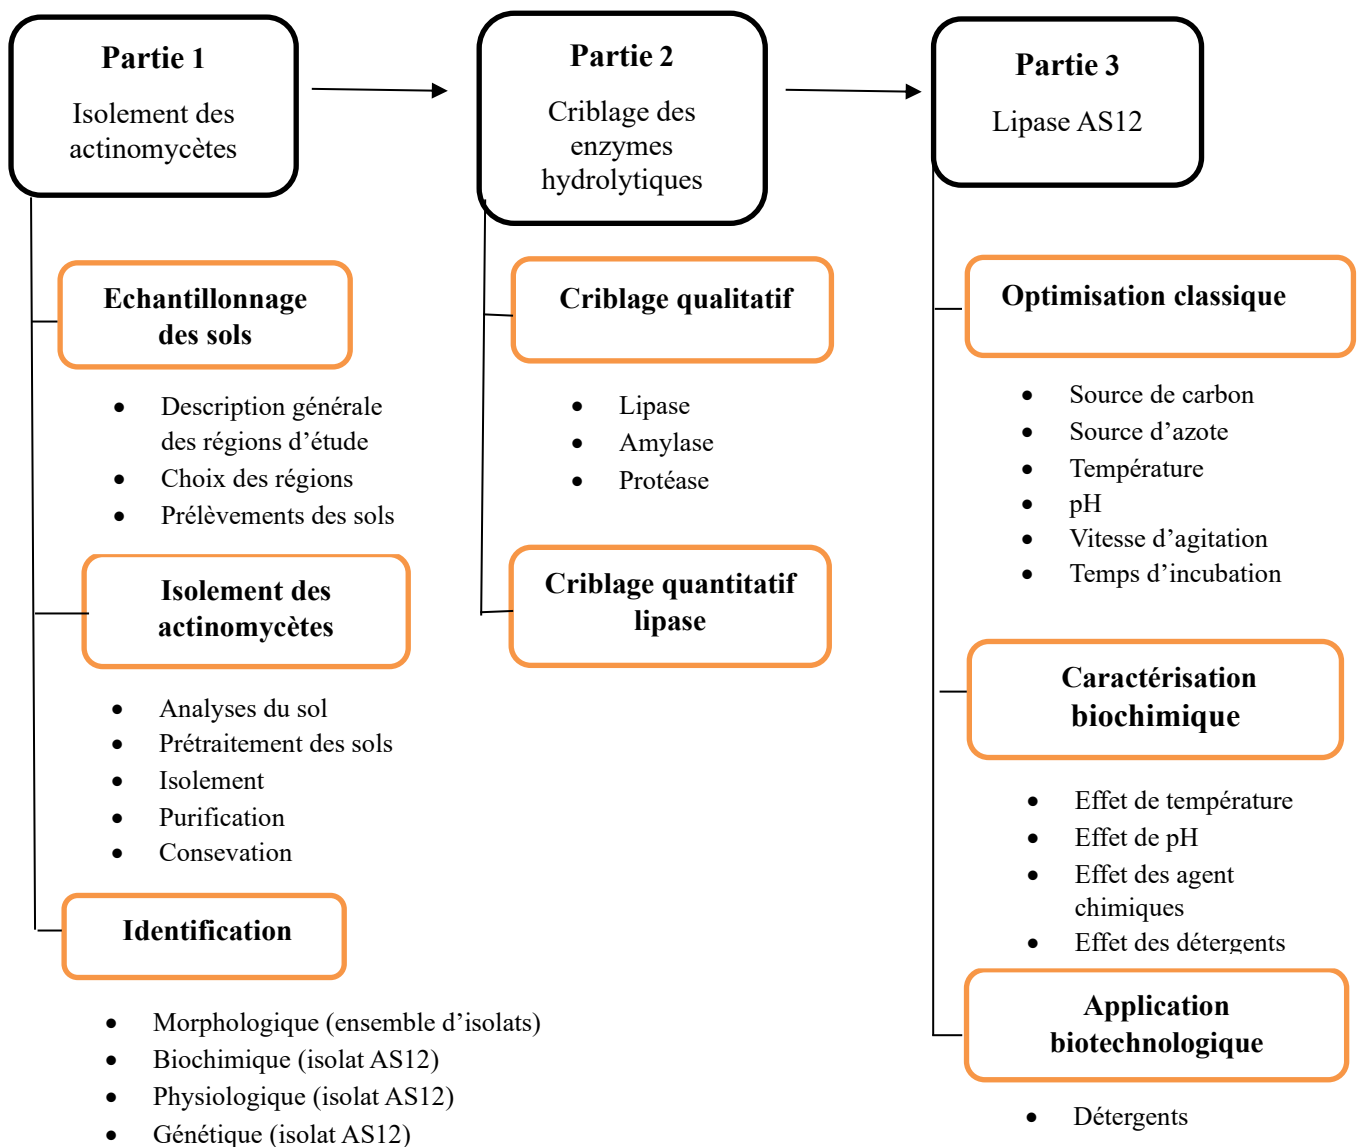 Partie 1
Isolement des
actinomycètes
Echantillonnage
des sols
• Description générale
des régions d’étude
• Choix des régions
• Prélèvements des sols
Isolement des
actinomycètes
• Analyses du sol
• Prétraitement des sols
• Isolement
• Purification
• Consevation
Identification
• Morphologique (ensemble d’isolats)
• Biochimique (isolat AS12)
• Physiologique (isolat AS12)
• Génétique (isolat AS12)
Partie 2
Criblage des
enzymes
hydrolytiques
Criblage qualitatif
• Lipase
• Amylase
• Protéase
Criblage quantitatif
lipase
Partie 3
Lipase AS12
Optimisation classique
• Source de carbon
• Source d’azote
• Température
• pH
• Vitesse d’agitation
• Temps d’incubation
Caractérisation
biochimique
• Effet de température
• Effet de pH
• Effet des agent
chimiques
• Effet des détergents
Application
biotechnologique
• Détergents